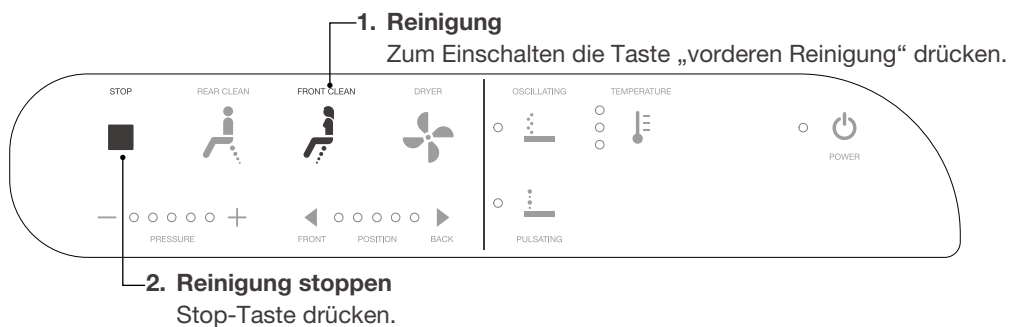 1. Reinigung
Zum Einschalten die Taste „vorderen Reinigung“ drücken.
STOP
REAR CLEAN
FRONT CLEAN
DRYER
OSCILLATING
TEMPERATURE
POWER
PRESSURE
FRONT
POSITION
BACK
PULSATING
2. Reinigung stoppen
Stop-Taste drücken.